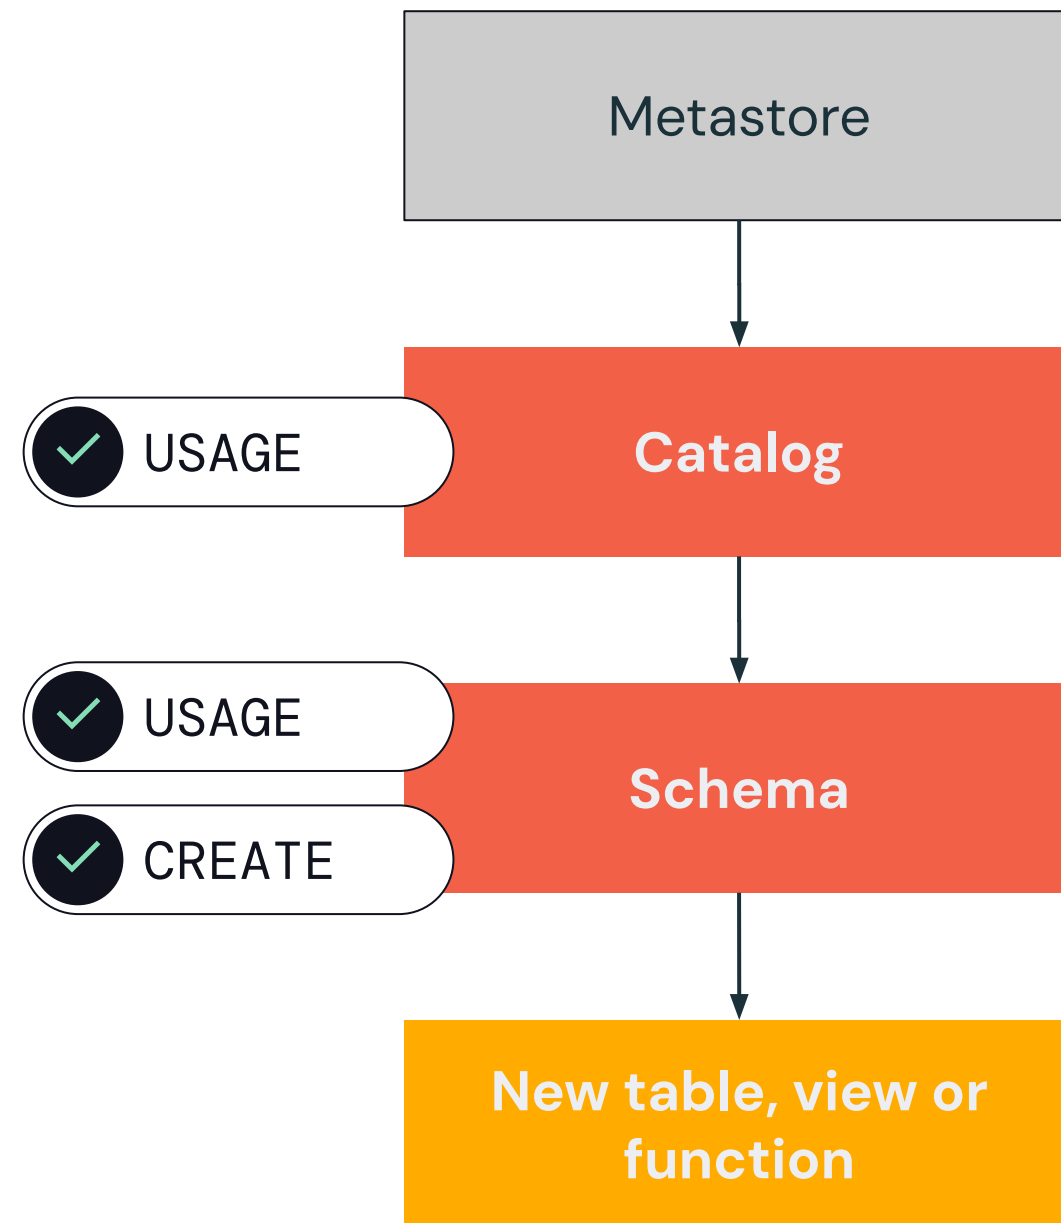 Metastore
USAGE
Catalog
USAGE
Schema
CREATE
New table, view or
function